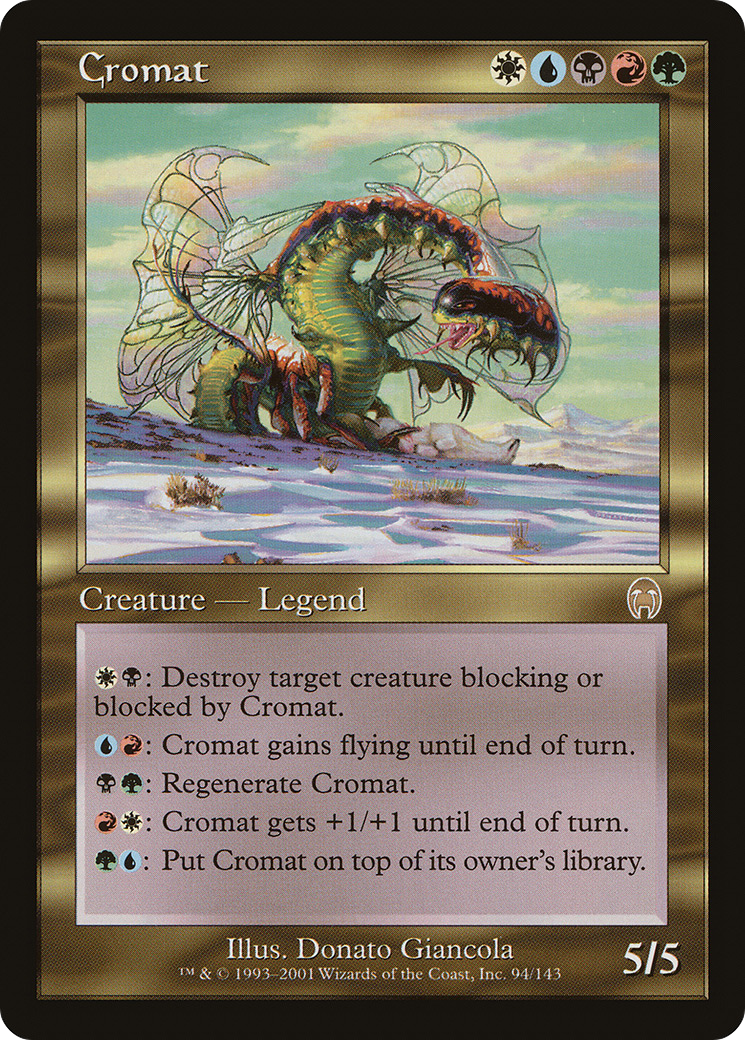 Cromat
Creature — Legend
: Destroy target creature blocking or
blocked by Cromat.
: Cromat gains flying until end of turn.
: Regenerate Cromat.
: Cromat gets +1/+1 until end of turn.
: Put Cromat on top of its owner's library.
Illus. Donato Giancola
™ & © 1993–2001 Wizards of the Coast, Inc. 94/143
5/5